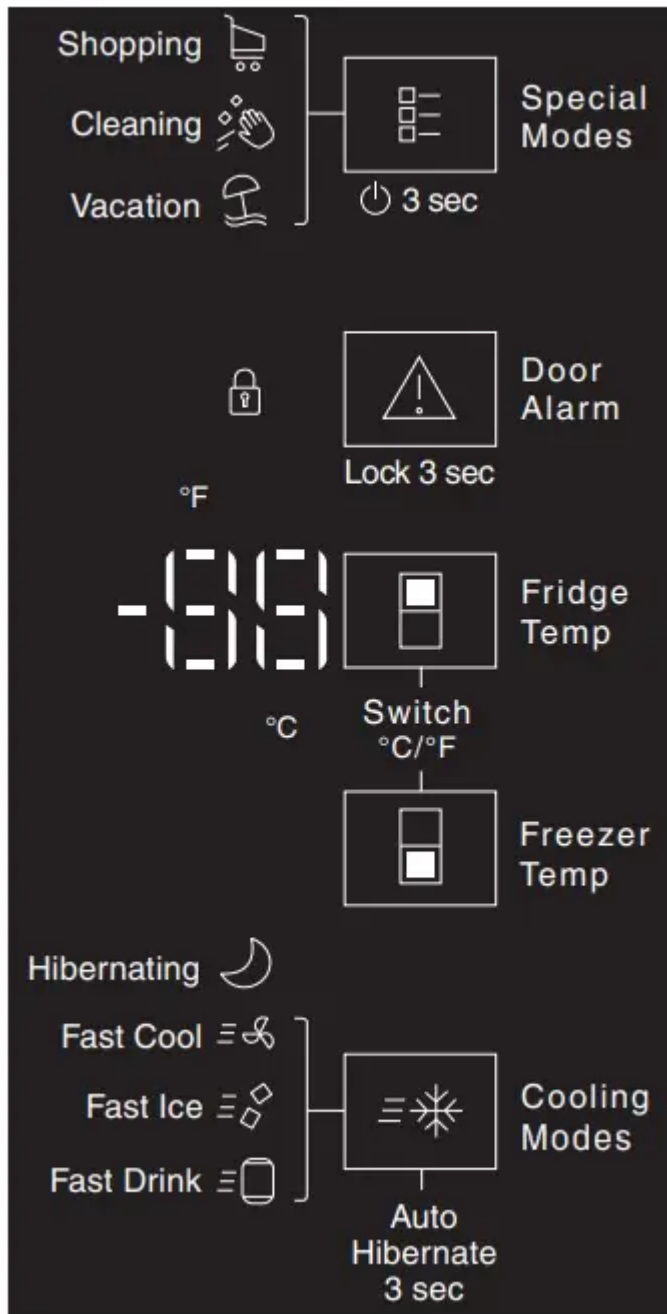 Shopping
Cleaning
Vacation
Special
Modes
3 sec
Door
Alarm
Lock 3 sec
°F
-88
Fridge
Temp
°C
Switch
°C/°F
Freezer
Temp
Hibernating
Fast Cool
Fast Ice
Fast Drink
Cooling
Modes
Auto
Hibernate
3 sec